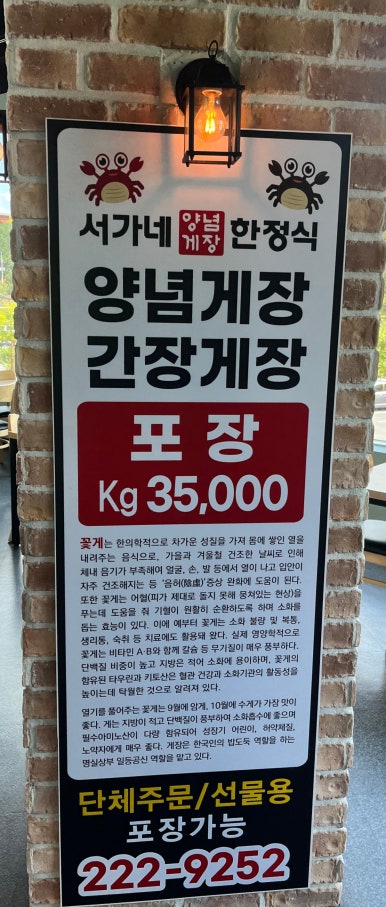 서가네 양념게장 한정식
양념게장
간장게장
포 장
Kg 35,000
꽃게는 한의학적으로 차가운 성질을 가져 몸에 쌓인 열을
내려주는 음식으로, 가을과 겨울철 건조한 날씨로 인해
체내 음기가 부족해여 얼굴, 손, 발 등에서 열이 나고 입안이
자주 건조해지는 등 '음허(陰虛)'증상 완화에 도움이 된다.
또한 꽃게는 어혈(피가 제대로 돌지 못해 뭉쳐있는 현상)을
푸는데 도움을 줘 기혈이 원활히 순환하도록 하며 소화를
돕는 효능이 있다. 이에 예부터 꽃게는 소화 불량 및 복통,
생리통, 숙취 등 치료에도 활용돼 왔다. 실제 영양학적으로
꽃게는 비타민 A·B와 함께 칼슘 등 무기질이 매우 풍부하다.
단백질 비중이 높고 지방은 적어 소화에 용이하며, 꽃게의
함유된 타우린과 키토산은 혈관 건강과 소화기관의 활동성을
높이는데 탁월한 것으로 알려져 있다.
열기를 풀어주는 꽃게는 9월에 암게, 10월에 수게가 가장 맛이
좋다. 게는 지방이 적고 단백질이 풍부하여 소화흡수에 좋으며
필수아미노산이 다량 함유되어 성장기 어린이, 허약체질,
노약자에게 매우 좋다. 게장은 한국인의 밥도둑 역할을 하는
명실상부 일등공신 역할을 맡고 있다.
단체주문/선물용
포장가능
222-9252